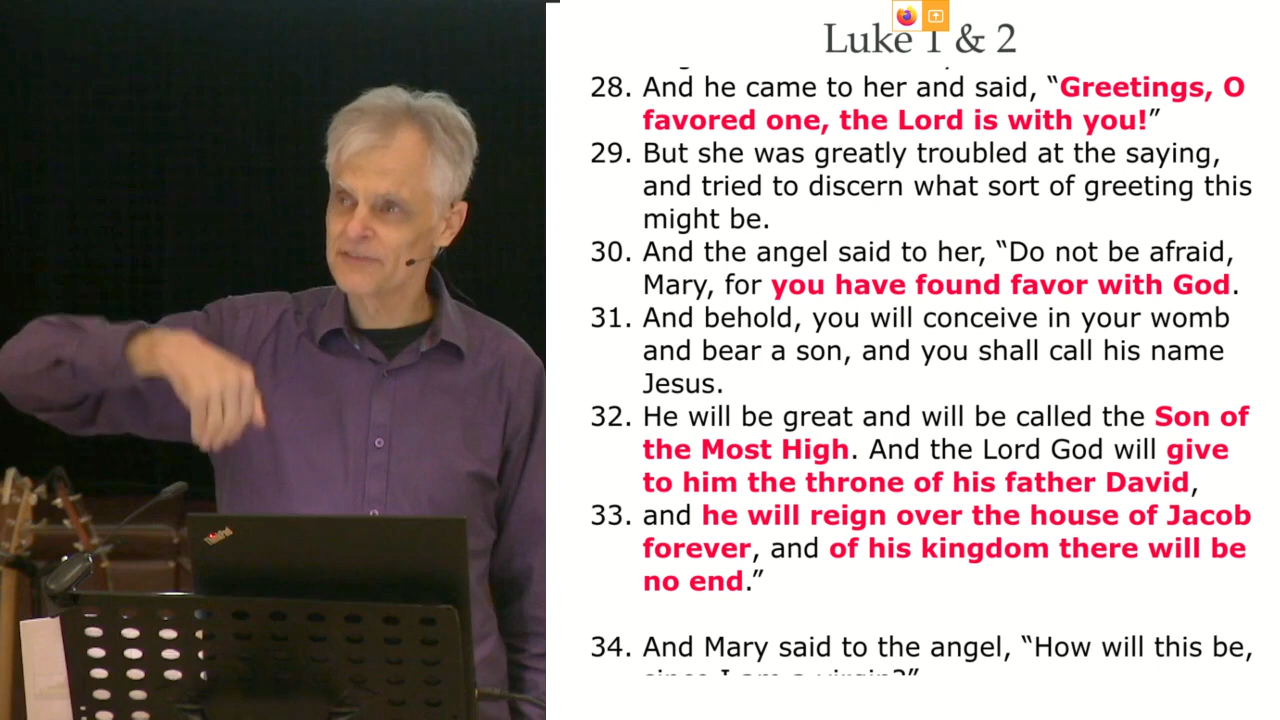 Luke 1 & 2
28. And he came to her and said, “Greetings, O
favored one, the Lord is with you!”
29. But she was greatly troubled at the saying,
and tried to discern what sort of greeting this
might be.
30. And the angel said to her, “Do not be afraid,
Mary, for you have found favor with God.
31. And behold, you will conceive in your womb
and bear a son, and you shall call his name
Jesus.
32. He will be great and will be called the Son of
the Most High. And the Lord God will give
to him the throne of his father David,
33. and he will reign over the house of Jacob
forever, and of his kingdom there will be
no end.”
34. And Mary said to the angel, “How will this be,
since I am a virgin?”
ThinkPad